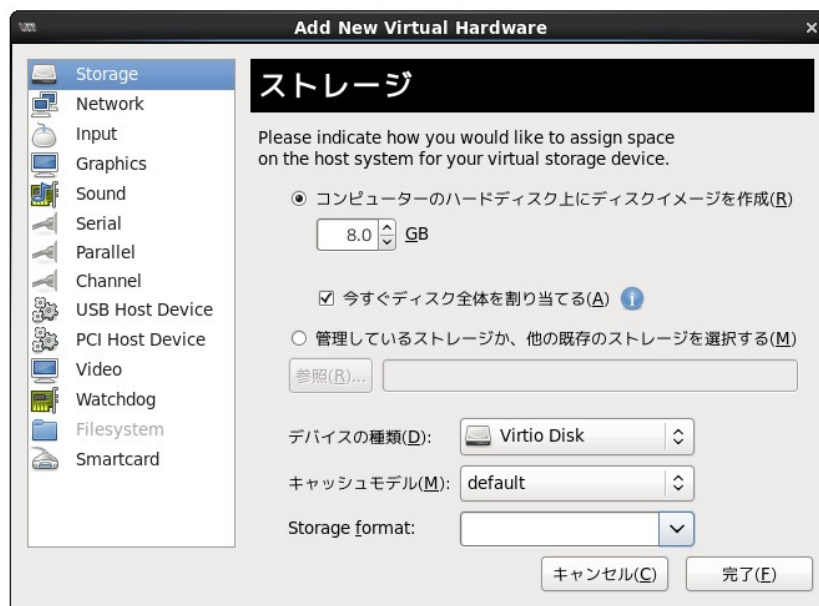 Add New Virtual Hardware
Storage
Network
Input
Graphics
Sound
Serial
Parallel
Channel
USB Host Device
PCI Host Device
Video
Watchdog
Filesystem
Smartcard
ストレージ
Please indicate how you would like to assign space
on the host system for your virtual storage device.
コンピューターのハードディスク上にディスクイメージを作成(R)
8.0 GB
今すぐディスク全体を割り当てる(A)
管理しているストレージか、他の既存のストレージを選択する(M)
参照(R)...
デバイスの種類(D): Virtio Disk
キャッシュモデル(M): default
Storage format:
キャンセル(C) 完了(F)